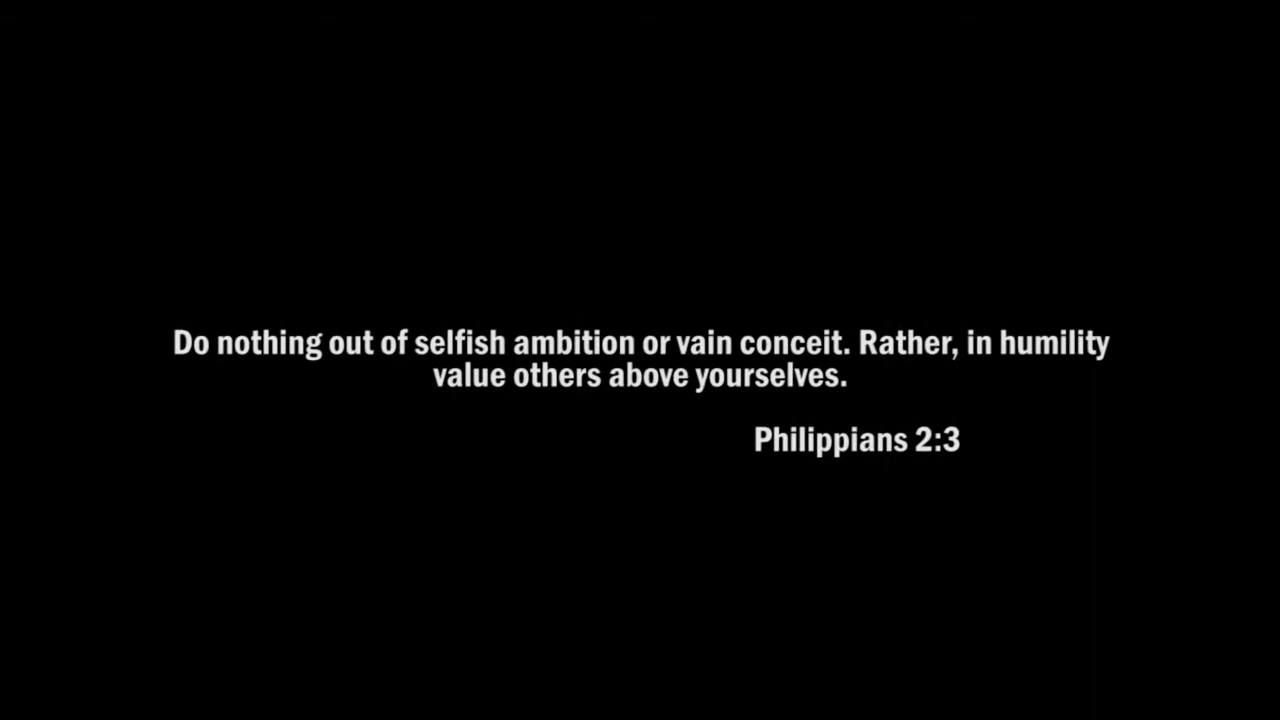 Do nothing out of selfish ambition or vain conceit. Rather, in humility
value others above yourselves.
Philippians 2:3